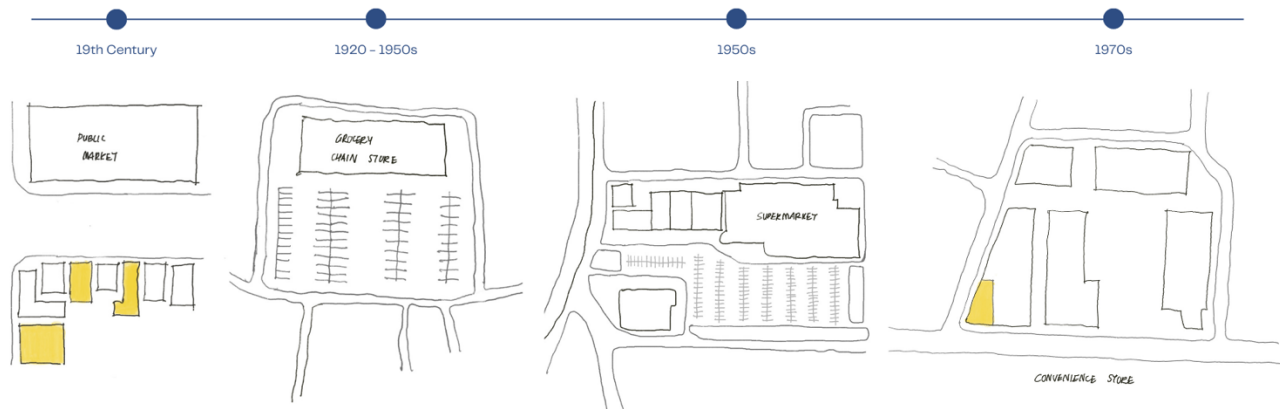 19th Century
1920 - 1950s
1950s
1970s
PUBLIC
MARKET
GROCERY
CHAIN STORE
SUPERMARKET
CONVENIENCE STORE